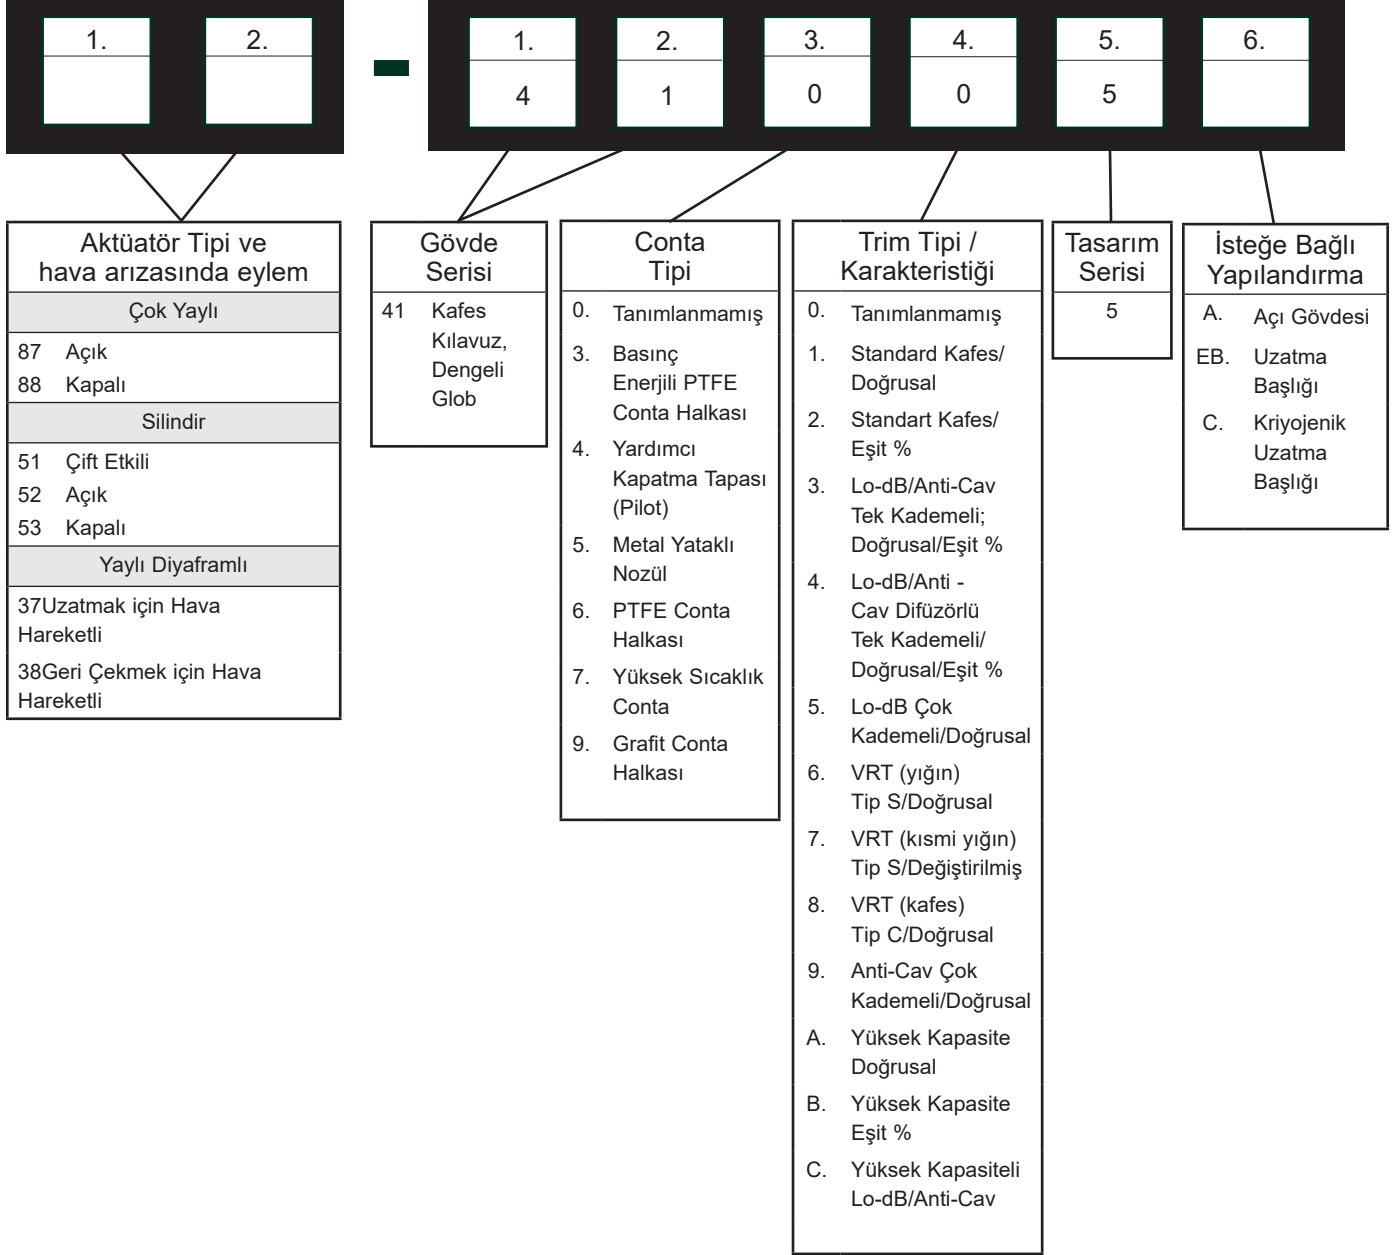 1. 2. 1. 2. 3. 4. 5. 6.
4 1 0 0 5
Aktüatör Tipi ve
hava arızasında eylem
Çok Yaylı
87 Açık
88 Kapalı
Silindir
51 Çift Etkili
52 Açık
53 Kapalı
Yaylı Diyaframlı
37Uzatmak için Hava
Hareketli
38Geri Çekmek için Hava
Hareketli
Gövde
Serisi
41 Kafes
Kılavuz,
Dengeli
Glob
Conta
Tipi
0. Tanımlanmamış
3. Basınç
Enerjili PTFE
Conta Halkası
4. Yardımcı
Kapatma Tapası
(Pilot)
5. Metal Yataklı
Nozül
6. PTFE Conta
Halkası
7. Yüksek Sıcaklık
Conta
9. Grafit Conta
Halkası
Trim Tipi /
Karakteristiği
0. Tanımlanmamış
1. Standard Kafes/
Doğrusal
2. Standart Kafes/
Eşit %
3. Lo-dB/Anti-Cav
Tek Kademeli;
Doğrusal/Eşit %
4. Lo-dB/Anti -
Cav Difüzörlü
Tek Kademeli/
Doğrusal/Eşit %
5. Lo-dB Çok
Kademeli/Doğrusal
6. VRT (yığın)
Tip S/Doğrusal
7. VRT (kısmi yığın)
Tip S/Değiştirilmiş
8. VRT (kafes)
Tip C/Doğrusal
9. Anti-Cav Çok
Kademeli/Doğrusal
A. Yüksek Kapasite
Doğrusal
B. Yüksek Kapasite
Eşit %
C. Yüksek Kapasiteli
Lo-dB/Anti-Cav
Tasarım
Serisi
5
İsteğe Bağlı
Yapılandırma
A. Açı Gövdesi
EB. Uzatma
Başlığı
C. Kriyojenik
Uzatma
Başlığı